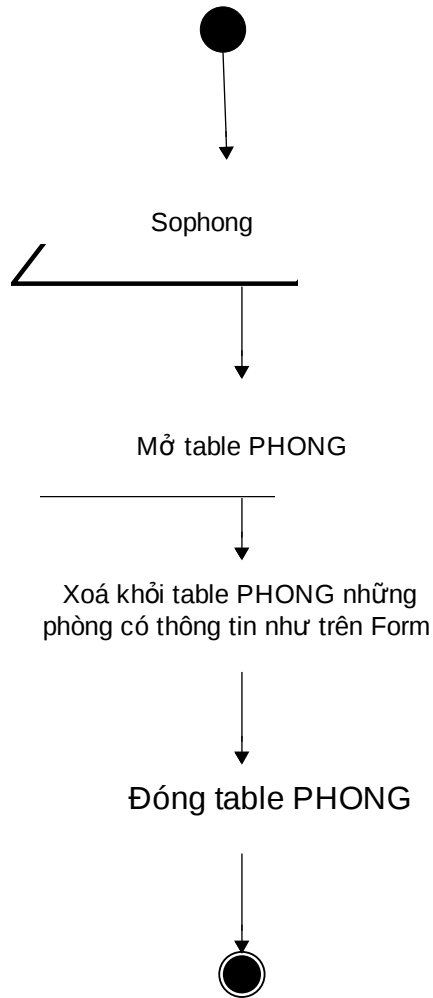 Sophong
Mở table PHONG
Xoá khỏi table PHONG những
phòng có thông tin như trên Form
Đóng table PHONG